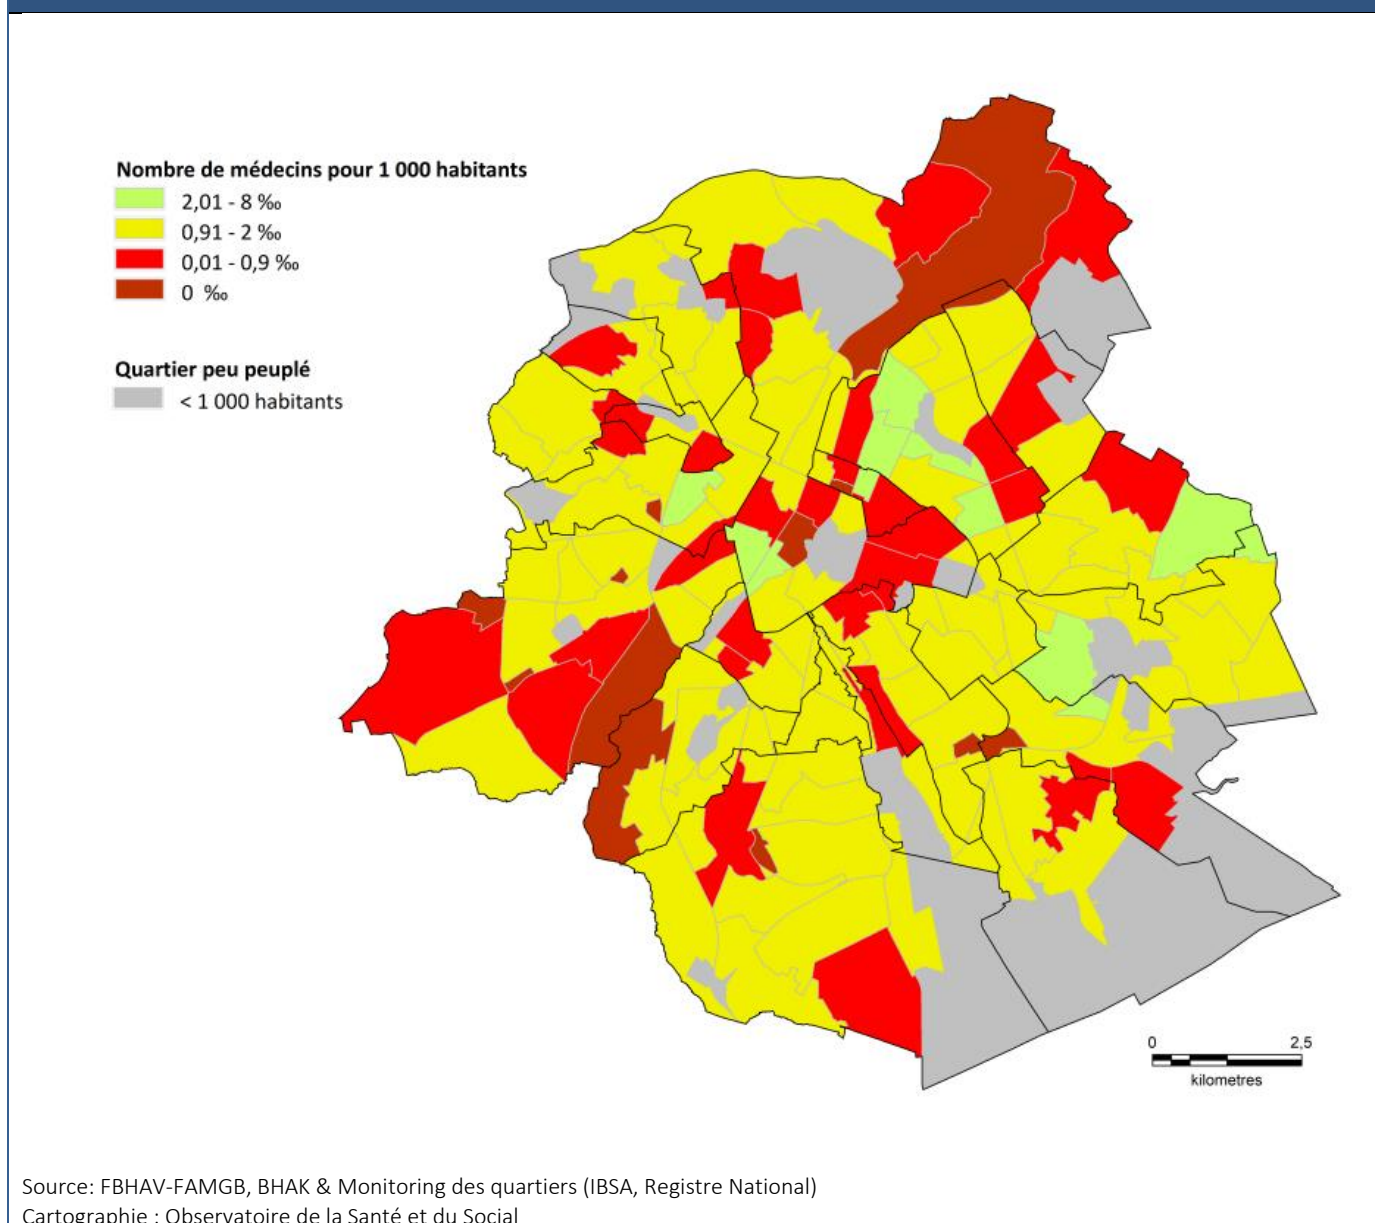 Nombre de médecins pour 1 000 habitants
2,01 - 8 ‰
0,91 - 2 ‰
0,01 - 0,9 ‰
0 ‰
Quartier peu peuplé
< 1 000 habitants
0 2,5
kilometres
Source: FBHAV-FAMGB, BHAK & Monitoring des quartiers (IBSA, Registre National)
Cartographie : Observatoire de la Santé et du Social